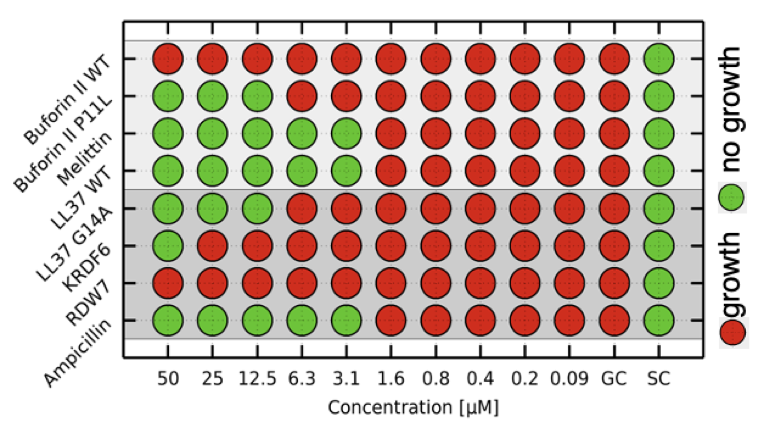 Buforin II WT
Buforin II P11L
Melittin
LL37 WT
LL37 G14A
KRDF6
RDW7
Ampicillin
50 25 12.5 6.3 3.1 1.6 0.8 0.4 0.2 0.09 GC SC
Concentration [µM]
no growth
growth